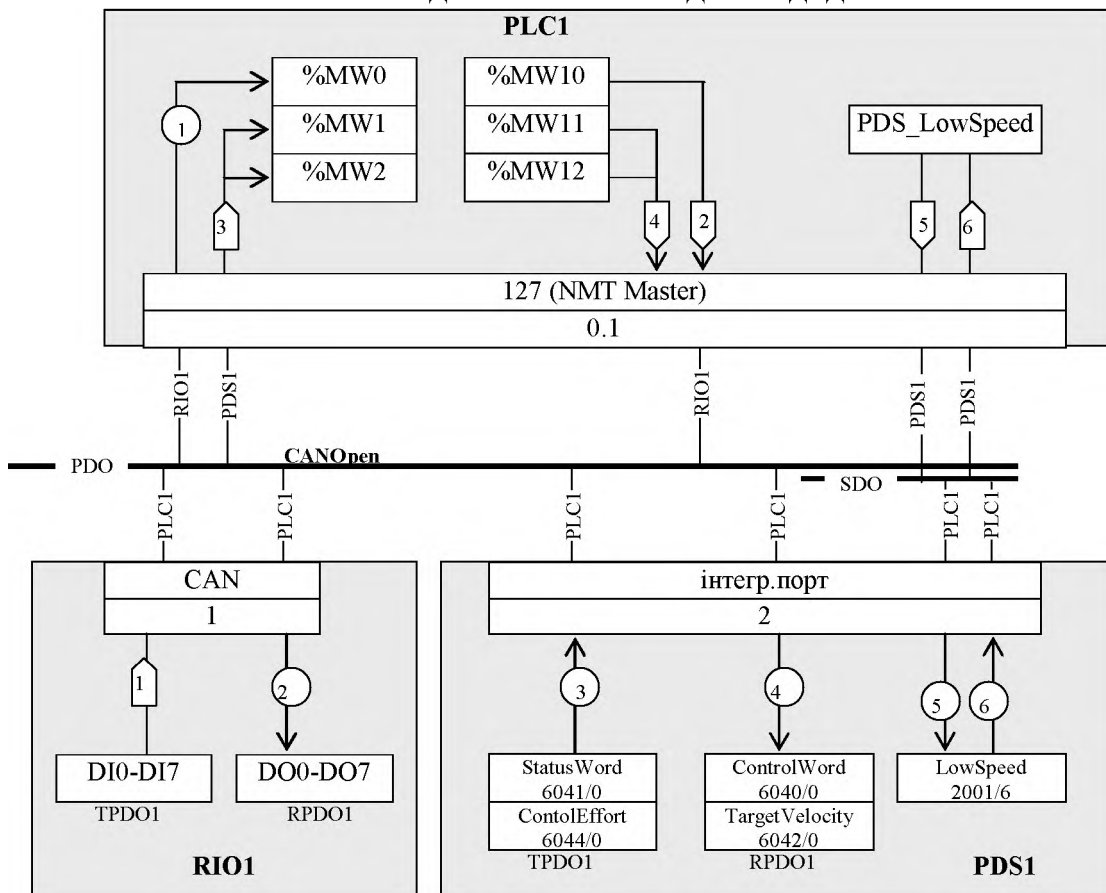 PLC1
%MW0
%MW1
%MW2
%MW10
%MW11
%MW12
PDS_LowSpeed
1
3
4
2
5
6
127 (NMT Master)
0.1
RIO1
PDS1
RIO1
PDS1
PDS1
PDO
CANOpen
SDO
PLC1
PLC1
PLC1
PLC1
PLC1
PLC1
CAN
1
інтегр.порт
2
1
2
3
4
5
6
DI0-DI7
TPDO1
DO0-DO7
RPDO1
StatusWord
6041/0
ContolEffort
6044/0
TPDO1
ControlWord
6040/0
TargetVelocity
6042/0
RPDO1
LowSpeed
2001/6
RIO1
PDS1